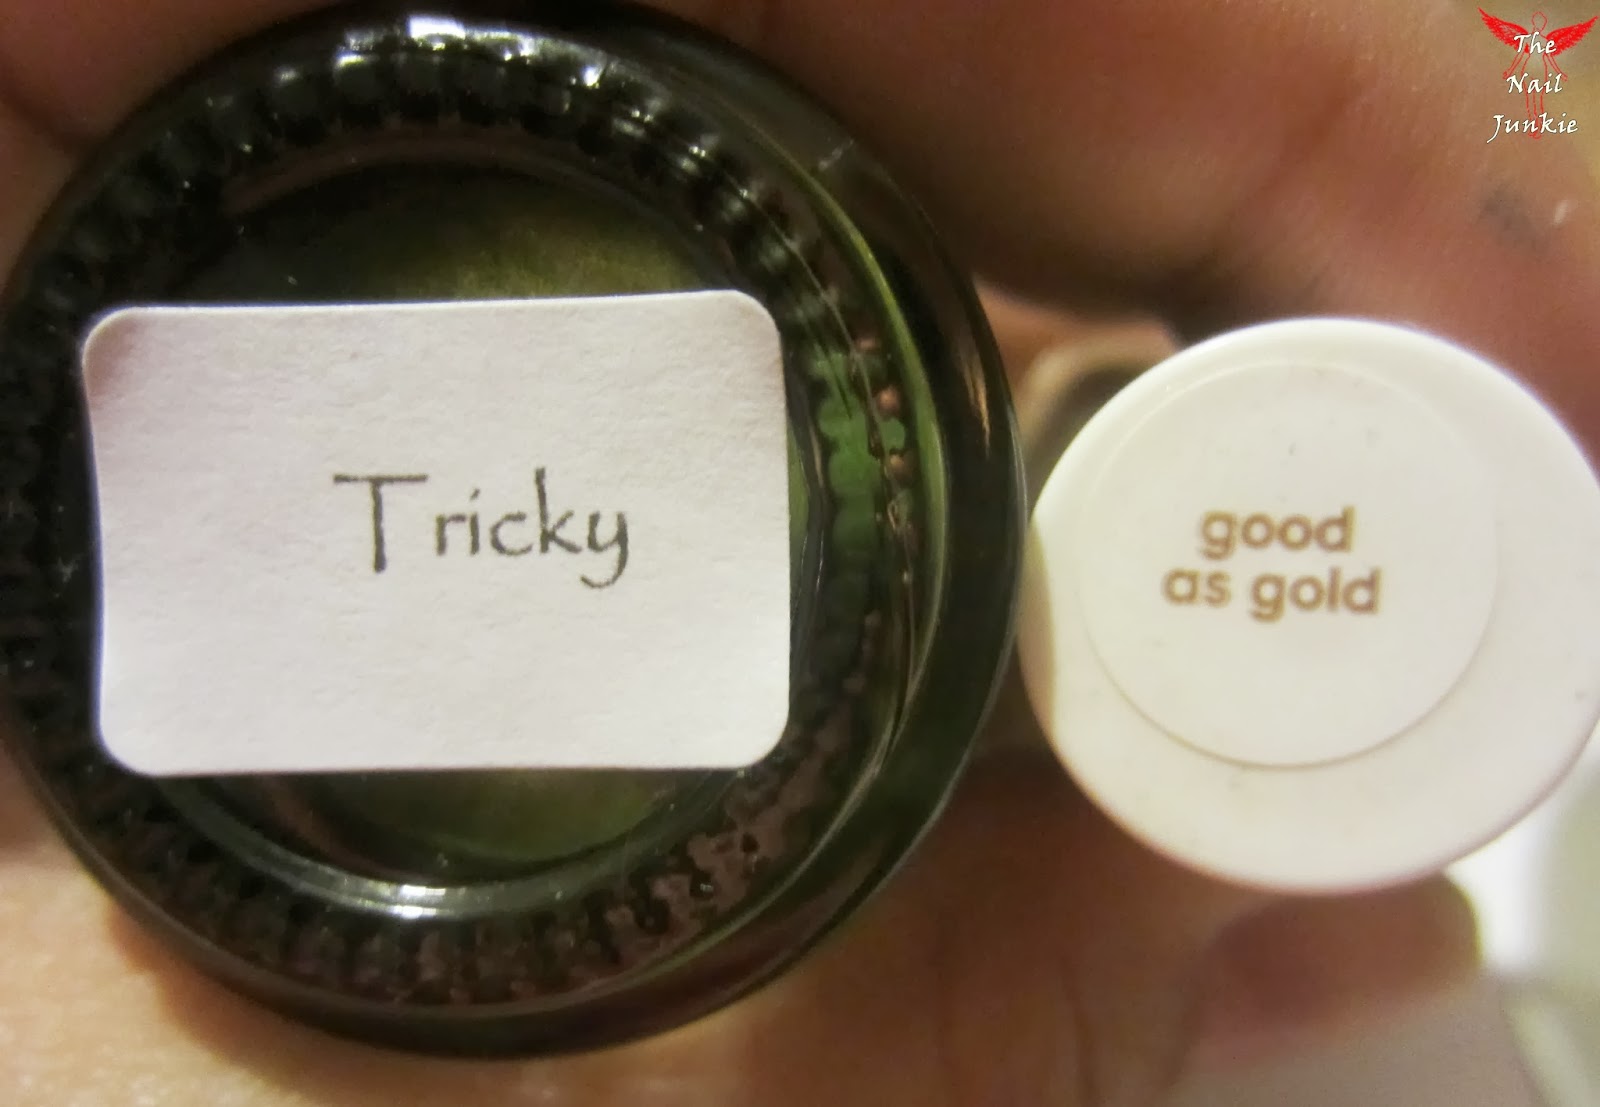 The
Nail
Junkie
Tricky
good
as gold